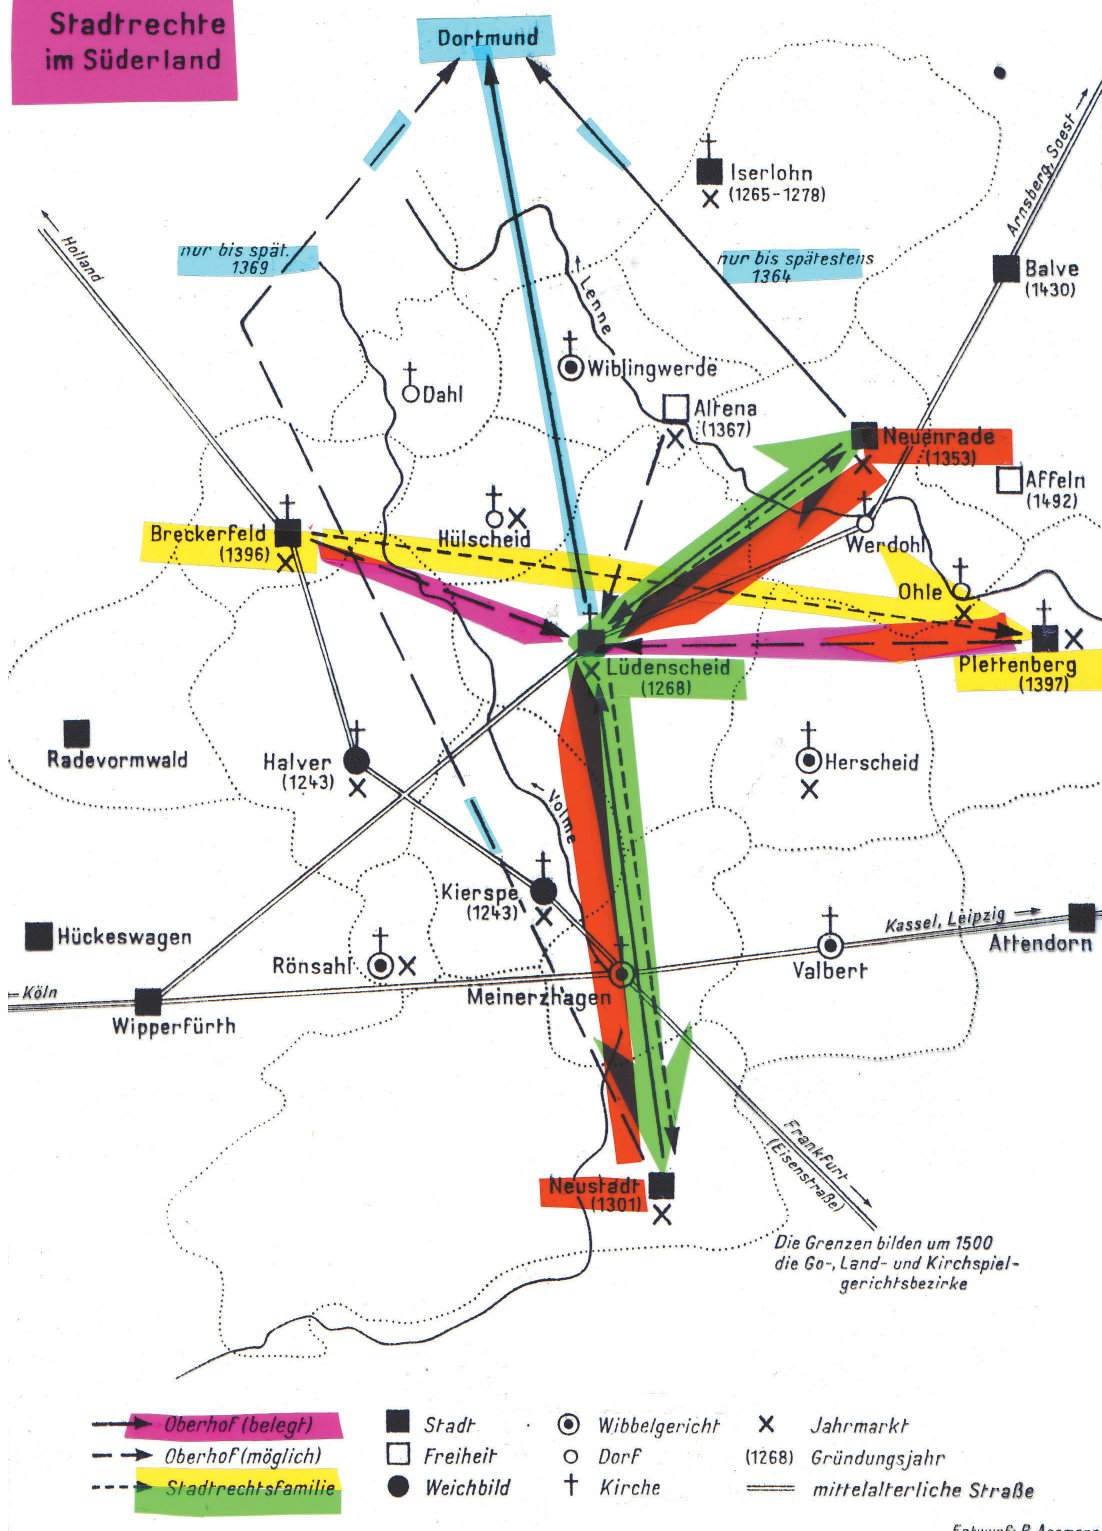 Stadtrechte
im Süderland
Dortmund
Iserlohn
(1265-1278)
Arnsberg, Soest
Holland
nur bis spät.
1369
nur bis spätestens
1364
Balve
(1430)
Lenne
Wiblingwerde
Dahl
Altena
(1367)
Neuenrade
(1353)
Affeln
(1492)
Breckerfeld
(1396)
Hülscheid
Werdohl
Ohle
Lüdenscheid
(1268)
Plettenberg
(1397)
Radevormwald
Halver
(1243)
Herscheid
Volme
Kierspe
(1243)
Kassel, Leipzig
Attendorn
Hückeswagen
Rönsahl
Valbert
Köln
Meinerzhagen
Wipperfürth
Frankfurt
(Eisenstraße)
Neustadt
(1301)
Die Grenzen bilden um 1500
die Go-, Land- und Kirchspiel-
gerichtsbezirke
Oberhof (belegt)
Oberhof (möglich)
Stadtrechtsfamilie
Stadt
Freiheit
Weichbild
Wibbelgericht
Dorf
Kirche
Jahrmarkt
(1268) Gründungsjahr
mittelalterliche Straße